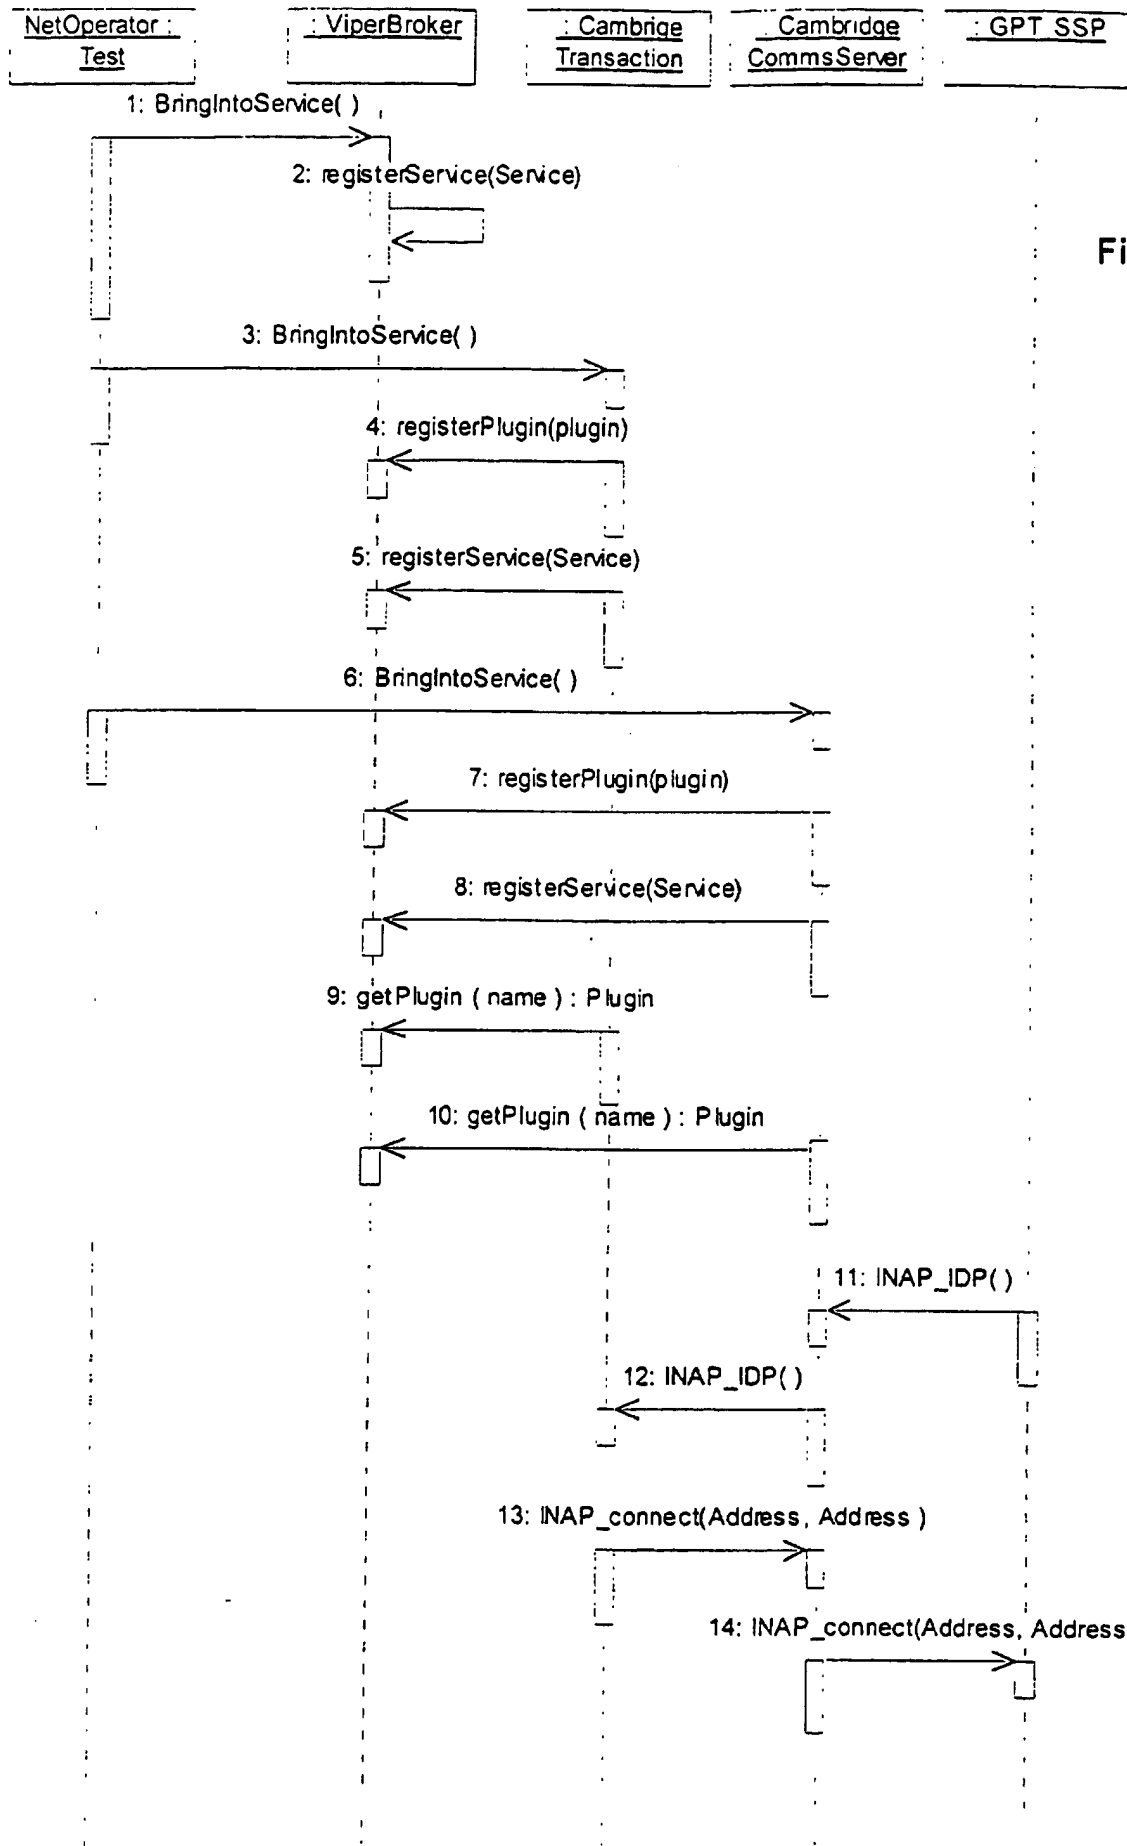 NetOperator :
Test
: ViperBroker
: Cambrige
Transaction
: Cambridge
CommsServer
: GPT SSP
1: BringIntoService( )
2: registerService(Service)
Fi
3: BringIntoService( )
4: registerPlugin(plugin)
5: registerService(Service)
6: BringIntoService( )
7: registerPlugin(plugin)
8: registerService(Service)
9: getPlugin ( name ) : Plugin
10: getPlugin ( name ) : Plugin
11: INAP_IDP( )
12: INAP_IDP( )
13: INAP_connect(Address, Address )
14: INAP_connect(Address, Address